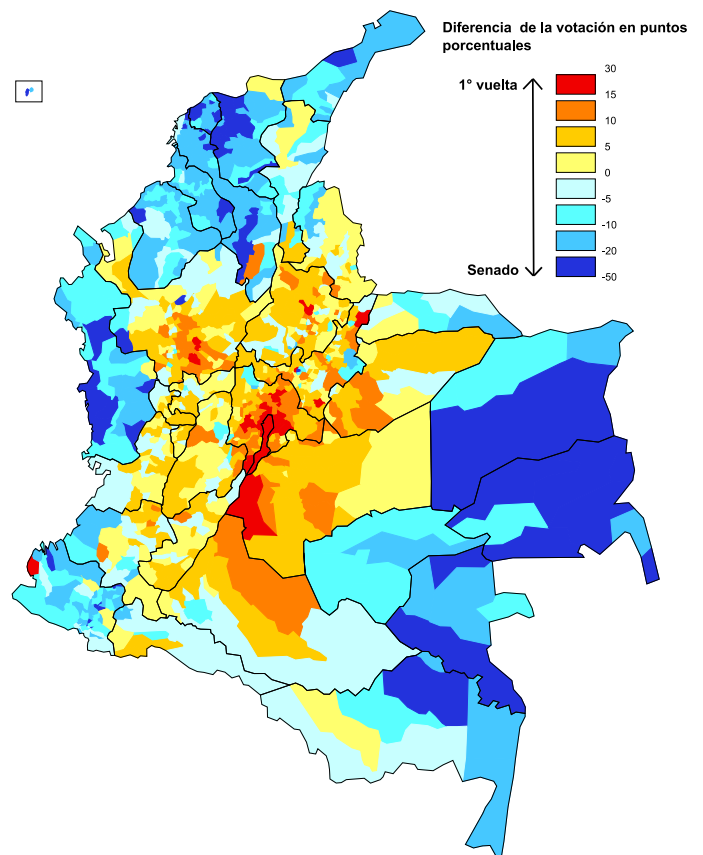 Diferencia de la votación en puntos
porcentuales
1° vuelta
30
15
10
5
0
-5
-10
-20
-50
Senado